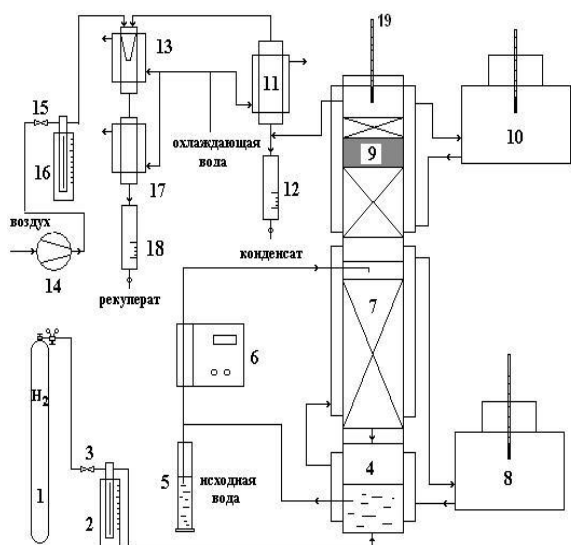 19
13
11
10
15
9
16
охлаждающая
вода
17
12
воздух
18
14
конденсат
рекуперат
7
6
H2
3
4
8
5
исходная
вода
1
2